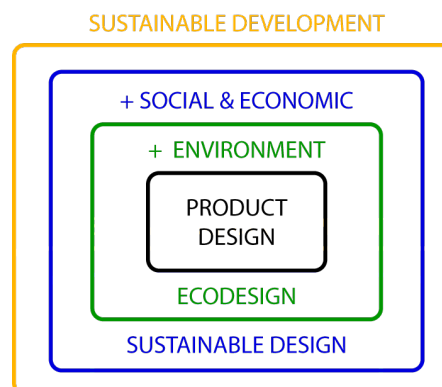 SUSTAINABLE DEVELOPMENT
+ SOCIAL & ECONOMIC
+ ENVIRONMENT
PRODUCT
DESIGN
ECODESIGN
SUSTAINABLE DESIGN